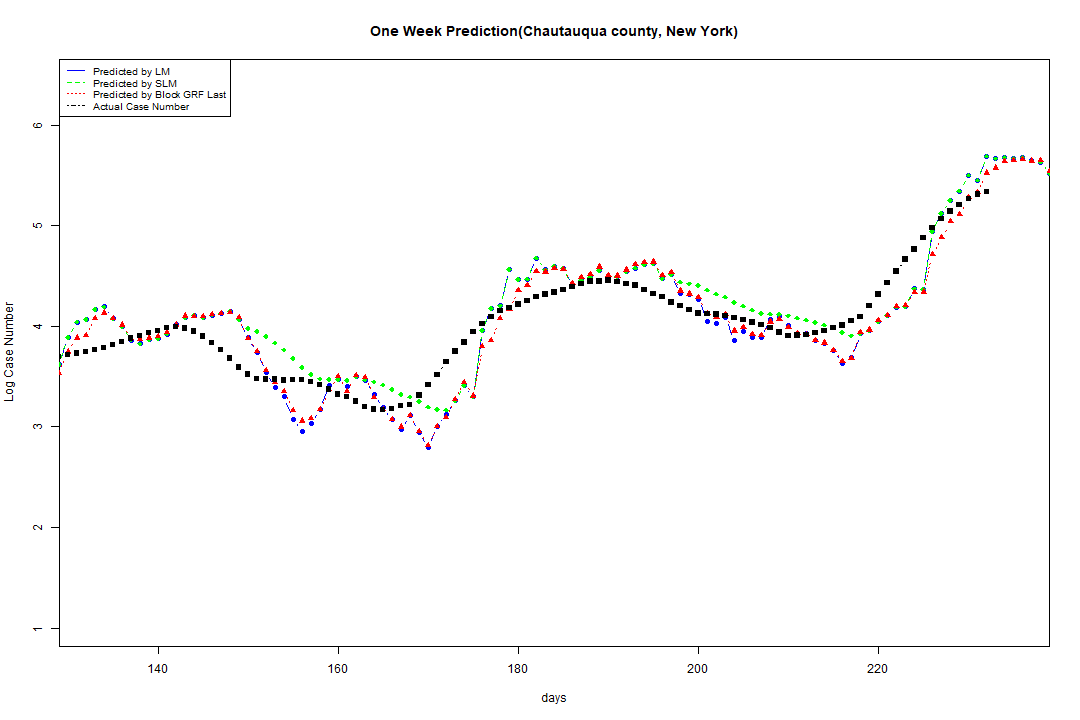 One Week Prediction(Chautauqua county, New York)
Predicted by LM
Predicted by SLM
Predicted by Block GRF Last
Actual Case Number
Log Case Number
6
5
4
3
2
1
140 160 180 200 220
days